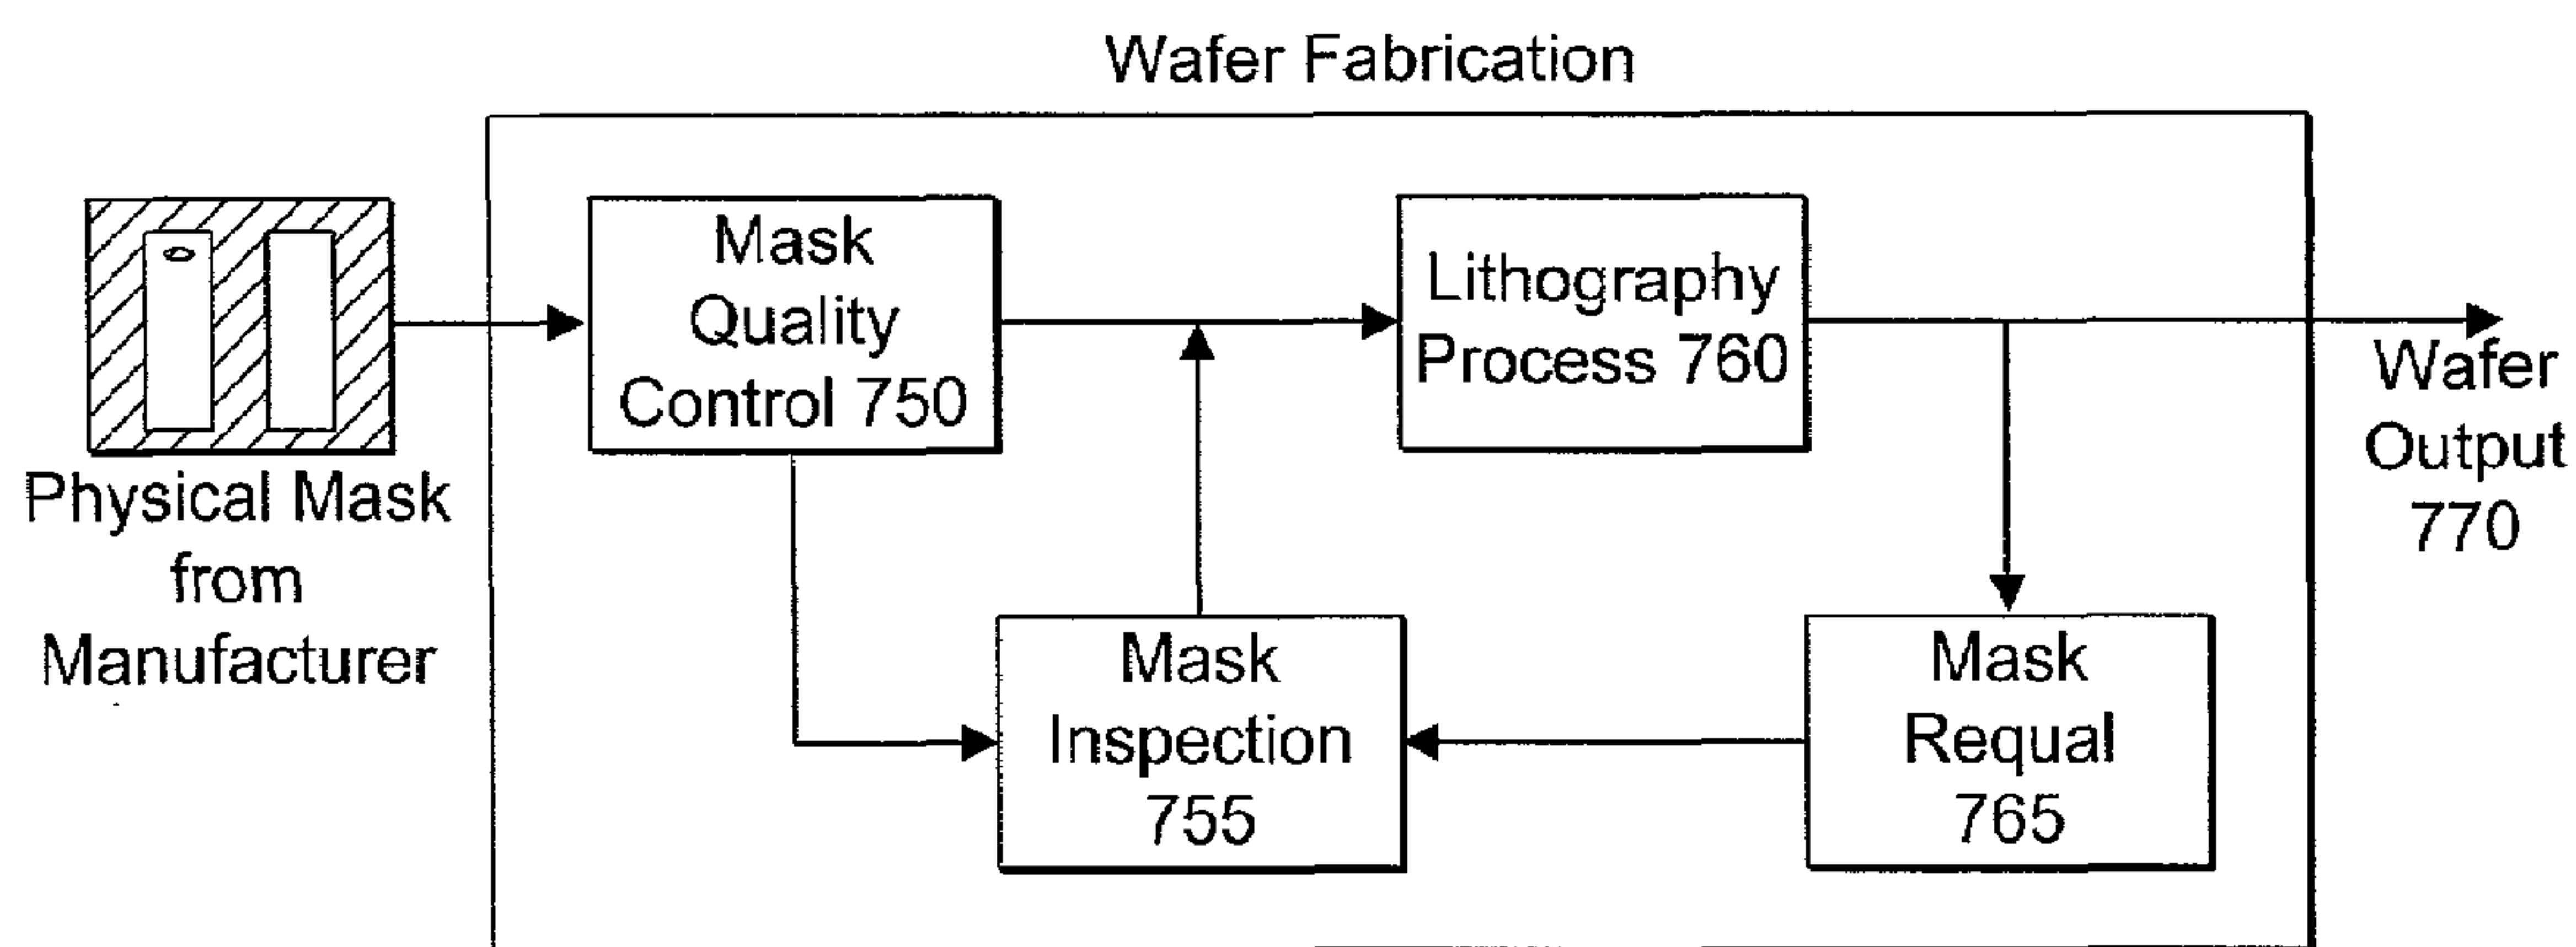 Wafer Fabrication
Physical Mask
from
Manufacturer
Mask
Quality
Control 750
Lithography
Process 760
Mask
Inspection
755
Mask
Requal
765
Wafer
Output
770